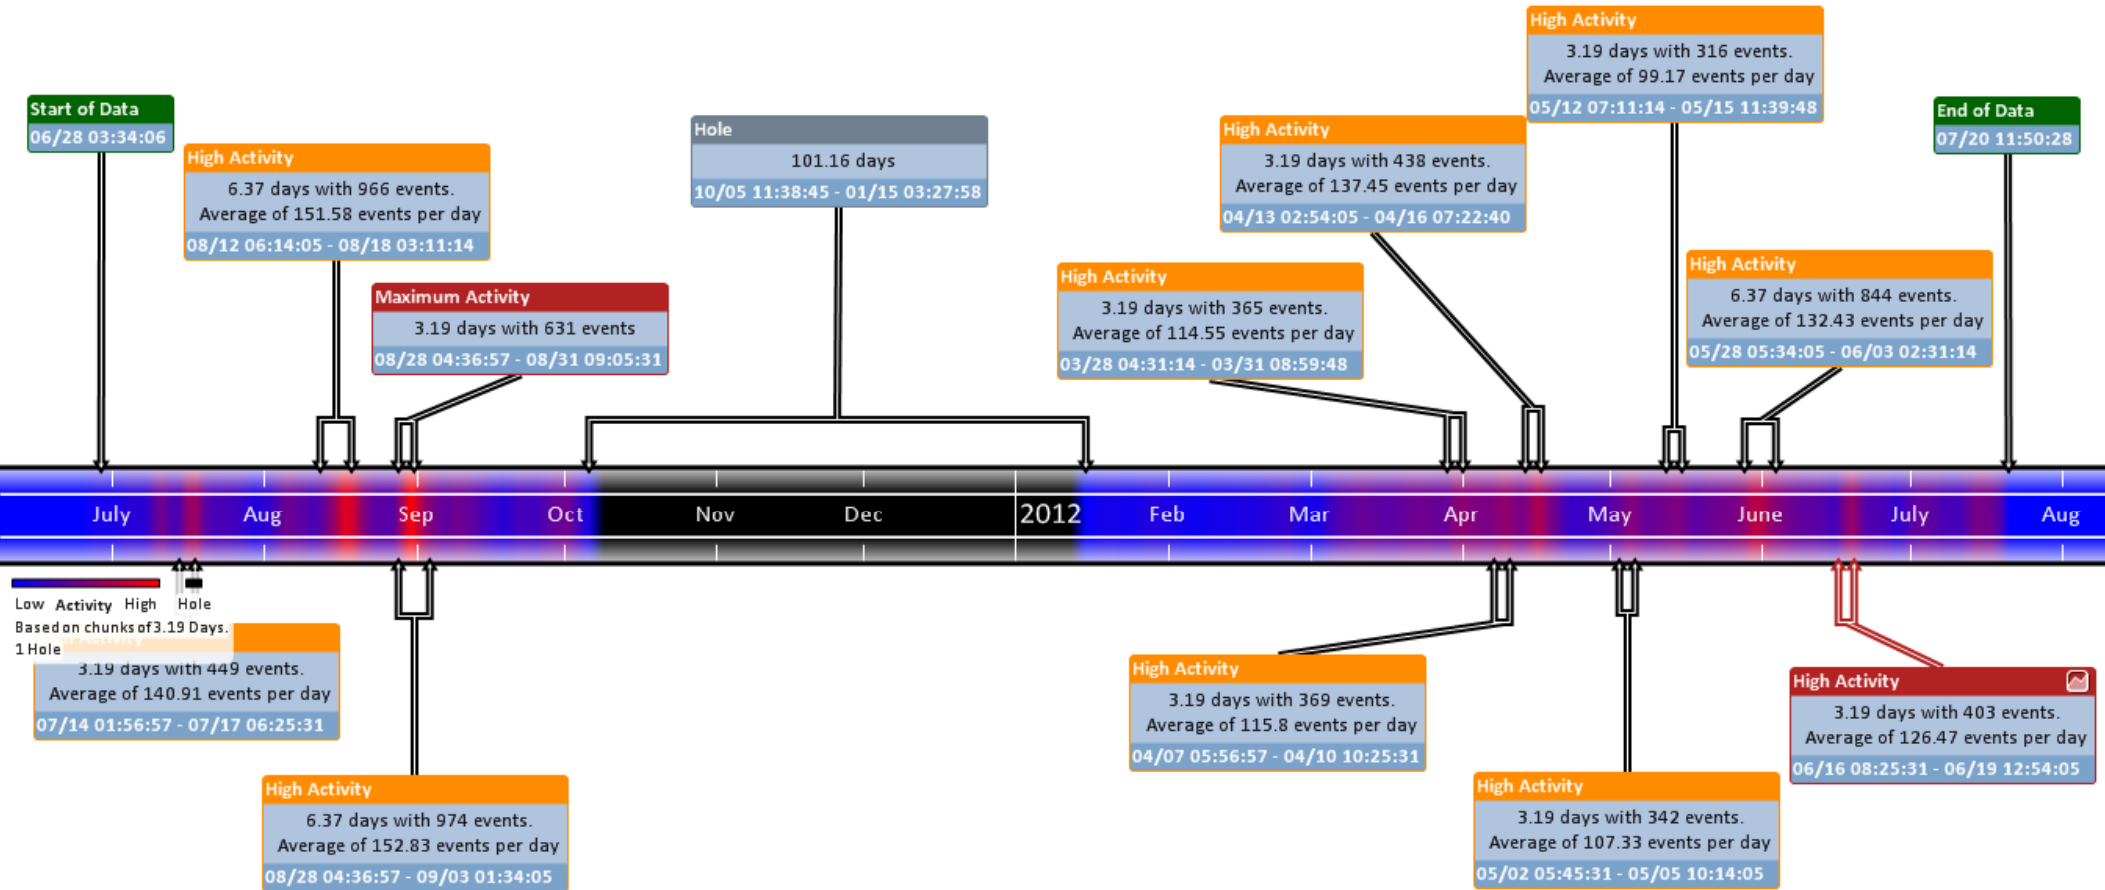 High Activity
3.19 days with 316 events.
Average of 99.17 events per day
05/12 07:11:14 - 05/15 11:39:48
Start of Data
06/28 03:34:06
End of Data
07/20 11:50:28
High Activity
6.37 days with 966 events.
Average of 151.58 events per day
08/12 06:14:05 - 08/18 03:11:14
Hole
101.16 days
10/05 11:38:45 - 01/15 03:27:58
High Activity
3.19 days with 438 events.
Average of 137.45 events per day
04/13 02:54:05 - 04/16 07:22:40
Maximum Activity
3.19 days with 631 events
08/28 04:36:57 - 08/31 09:05:31
High Activity
3.19 days with 365 events.
Average of 114.55 events per day
03/28 04:31:14 - 03/31 08:59:48
High Activity
6.37 days with 844 events.
Average of 132.43 events per day
05/28 05:34:05 - 06/03 02:31:14
July Aug Sep Oct Nov Dec 2012 Feb Mar Apr May June July Aug
Low Activity High Hole
Based on chunks of 3.19 Days.
1 Hole
Activity
3.19 days with 449 events.
Average of 140.91 events per day
07/14 01:56:57 - 07/17 06:25:31
High Activity
6.37 days with 974 events.
Average of 152.83 events per day
08/28 04:36:57 - 09/03 01:34:05
High Activity
3.19 days with 369 events.
Average of 115.8 events per day
04/07 05:56:57 - 04/10 10:25:31
High Activity
3.19 days with 342 events.
Average of 107.33 events per day
05/02 05:45:31 - 05/05 10:14:05
High Activity
3.19 days with 403 events.
Average of 126.47 events per day
06/16 08:25:31 - 06/19 12:54:05